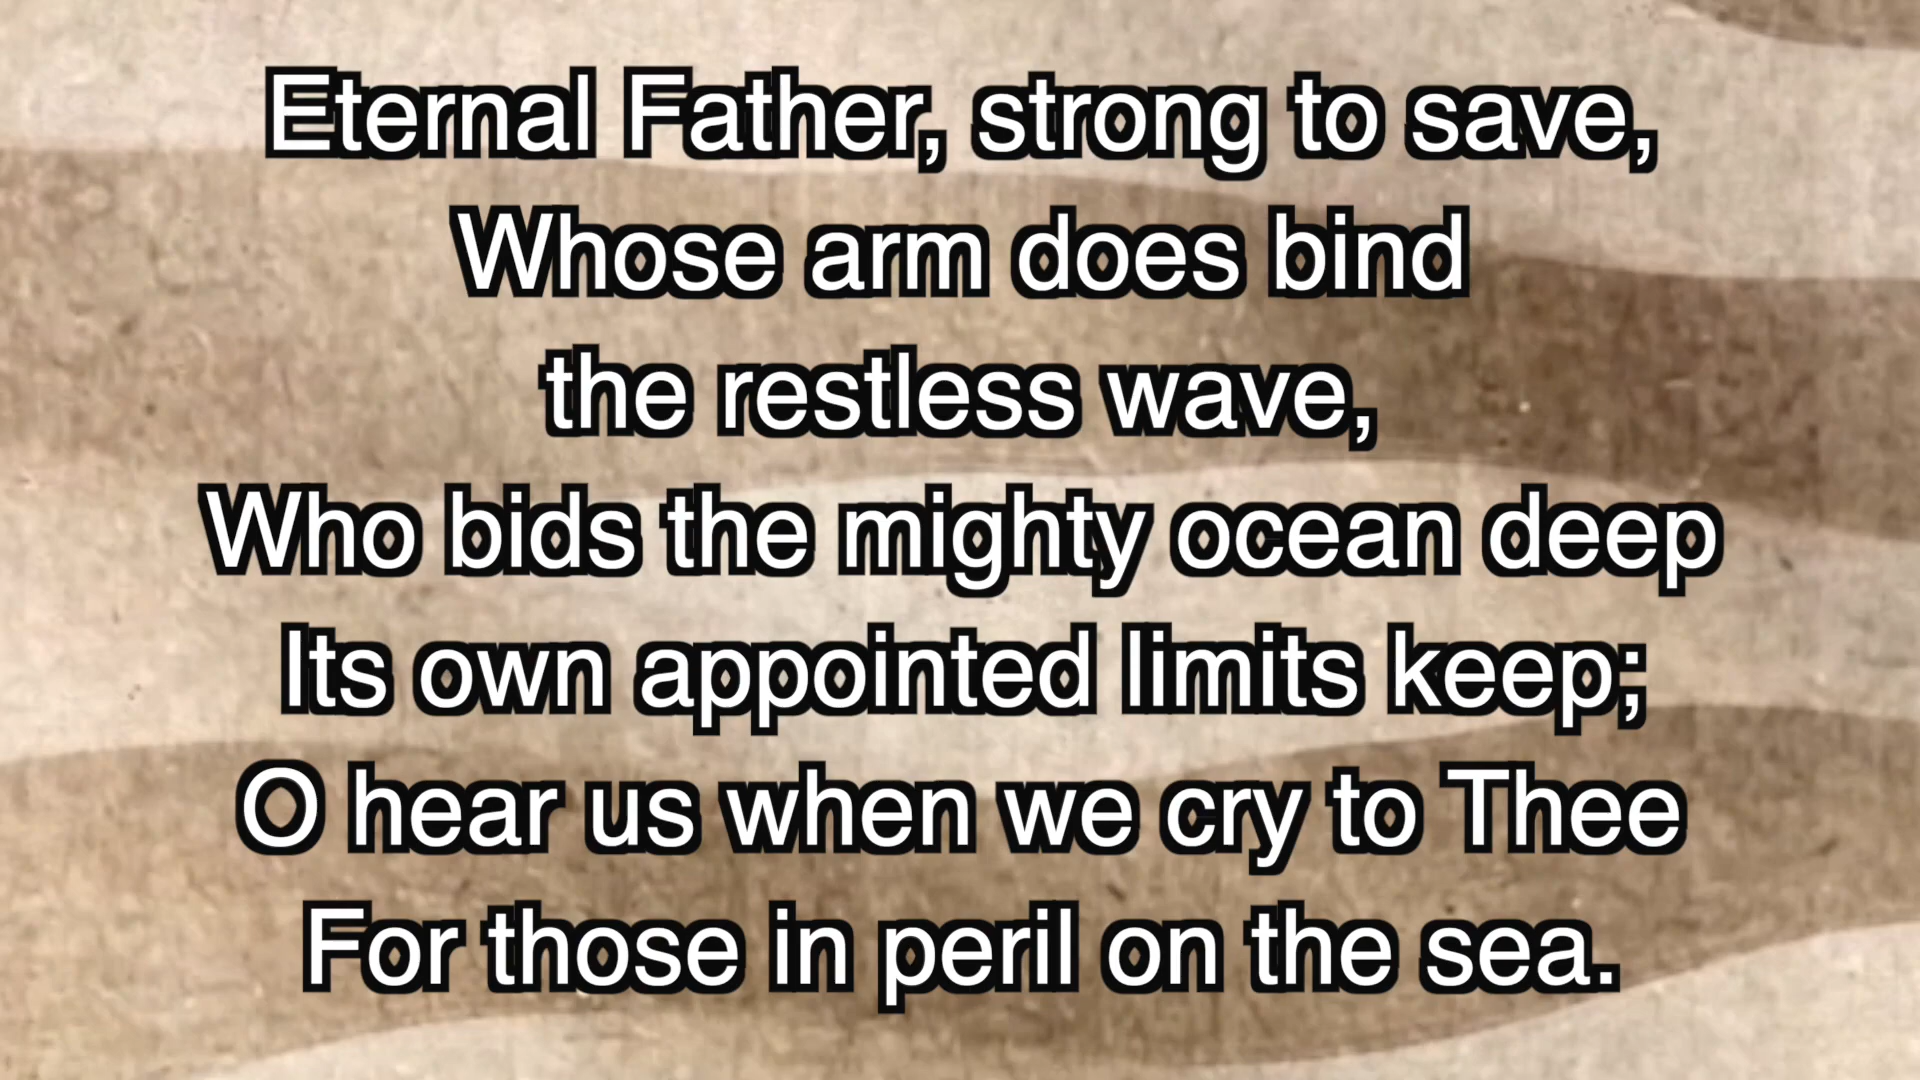 Eternal Father, strong to save,
Whose arm does bind
the restless wave,
Who bids the mighty ocean deep
Its own appointed limits keep;
O hear us when we cry to Thee
For those in peril on the sea.